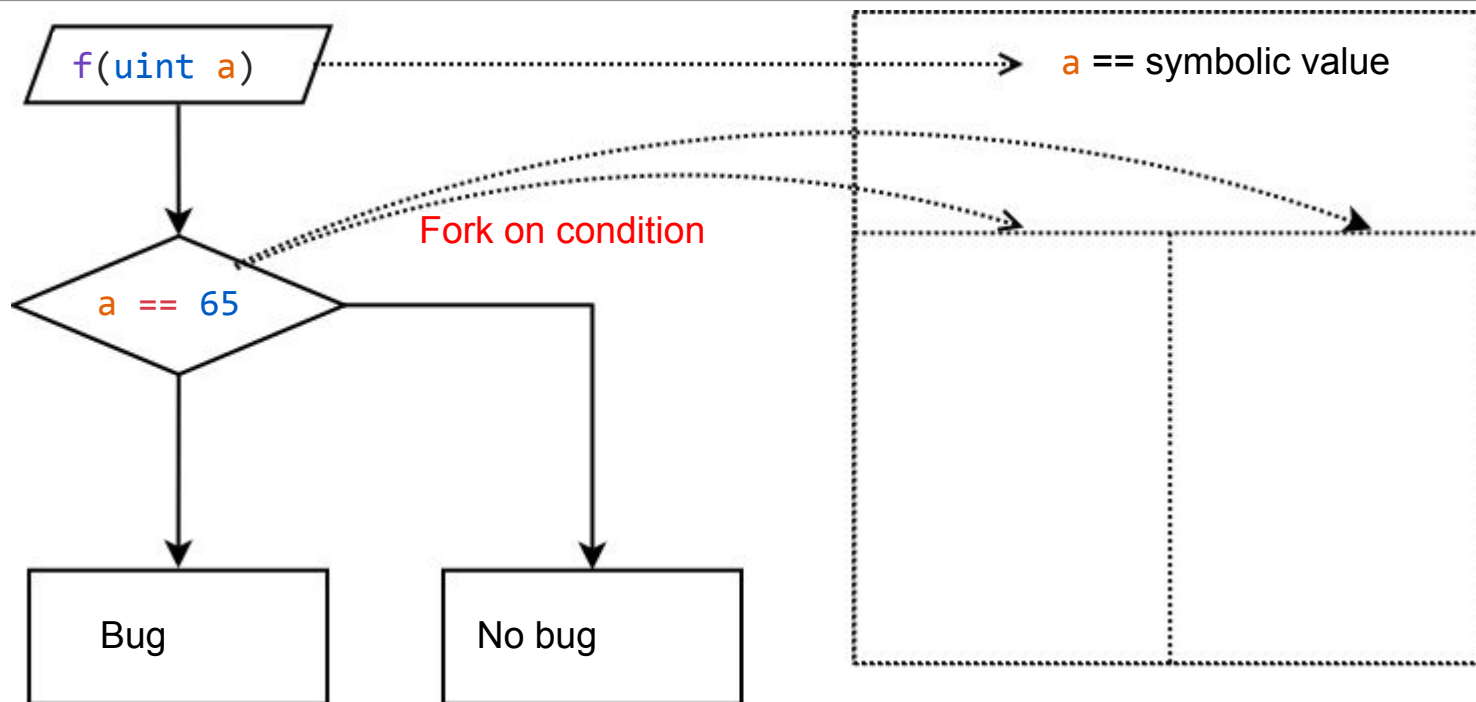 f(uint a)
a == symbolic value
Fork on condition
a == 65
Bug
No bug